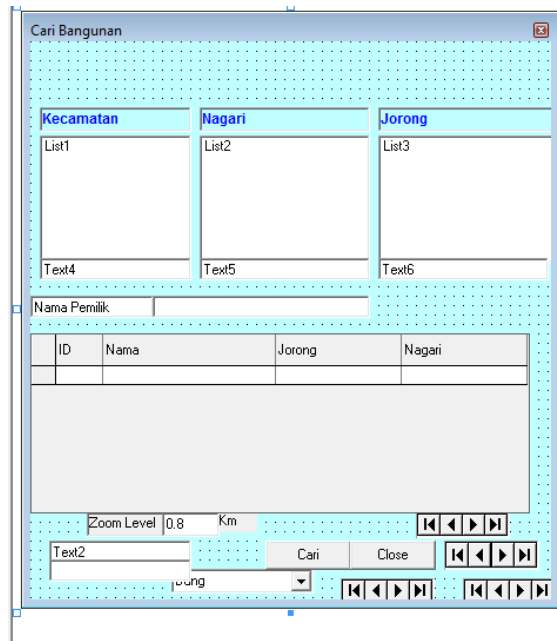 Cari Bangunan
Kecamatan Nagari Jorong
List1 List2 List3
Text4 Text5 Text6
Nama Pemilik
ID Nama Jorong Nagari
Zoom Level 0.8 Km
Text2 Cari Close